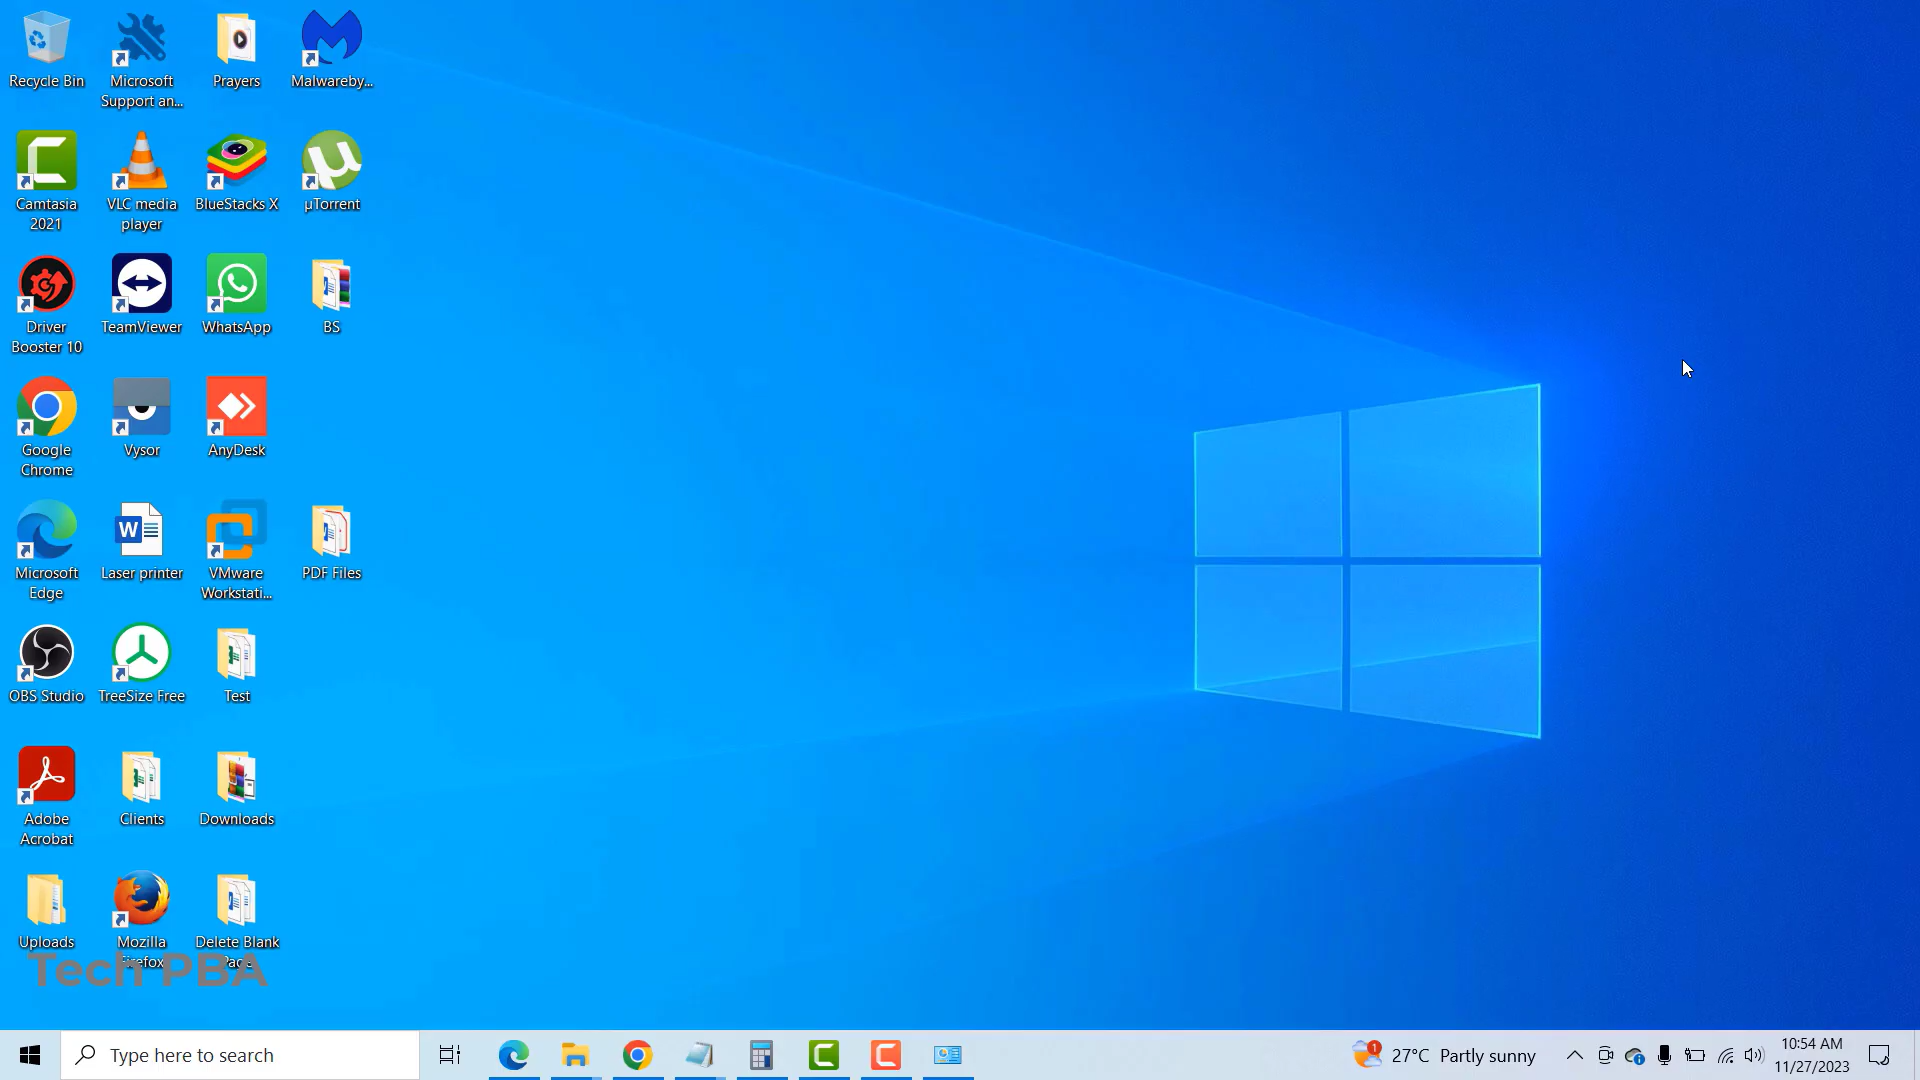 Recycle Bin
Microsoft
Support an...
Prayers
Malwareby...
Camtasia
2021
VLC media
player
BlueStacks X
µTorrent
Driver
Booster 10
TeamViewer
WhatsApp
BS
Google
Chrome
Vysor
AnyDesk
Microsoft
Edge
Laser printer
VMware
Workstati...
PDF Files
OBS Studio
TreeSize Free
Test
Adobe
Acrobat
Clients
Downloads
Uploads
Mozilla
Firefox
Delete Blank
Page
Tech PBA
Type here to search
1
27°C Partly sunny
10:54 AM
11/27/2023